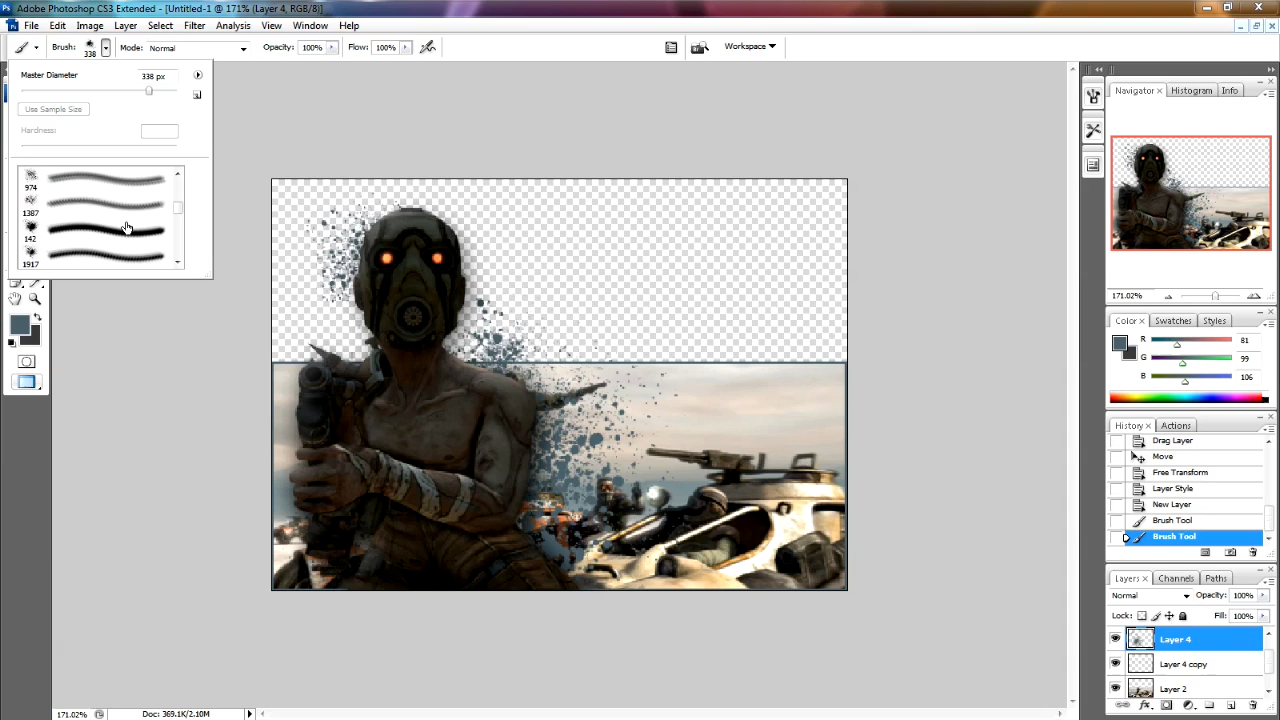 Adobe Photoshop CS3 Extended - [Untitled-1 @ 171% (Layer 4, RGB/8)]
File Edit Image Layer Select Filter Analysis View Window Help
Brush: 338 Mode: Normal Opacity: 100% Flow: 100% Workspace
Master Diameter 338 px
Use Sample Size
Hardness:
974
1387
142
1917
Navigator × Histogram Info
171.02%
Color × Swatches Styles
R 81
G 99
B 106
History × Actions
Drag Layer
Move
Free Transform
Layer Style
New Layer
Brush Tool
Brush Tool
Layers × Channels Paths
Normal Opacity: 100%
Lock: Fill: 100%
Layer 4
Layer 4 copy
Layer 2
171.02% Doc: 369.1K/2.10M